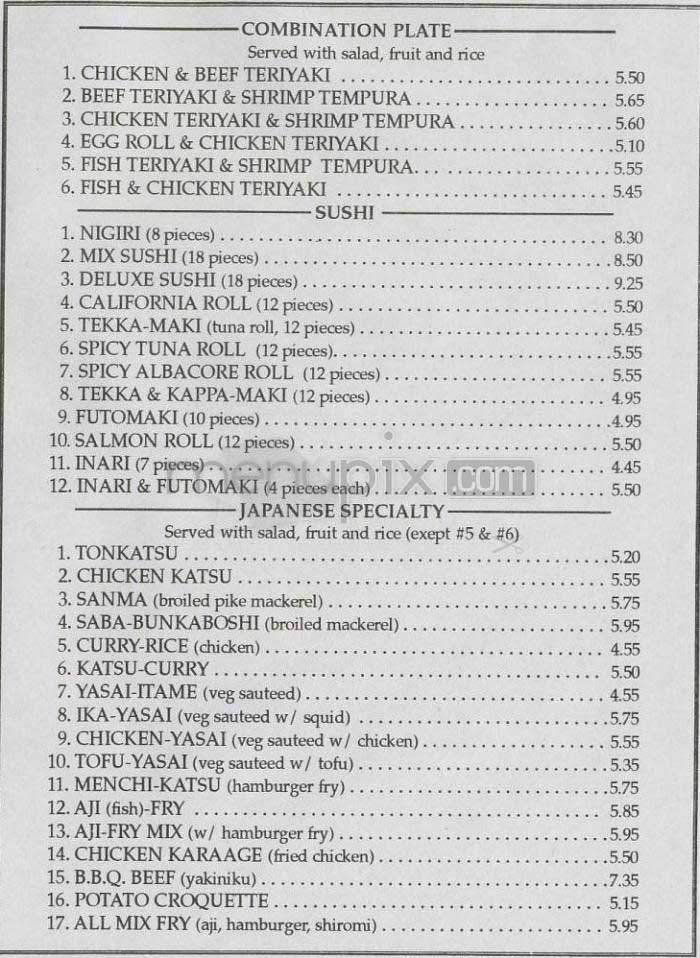 COMBINATION PLATE
Served with salad, fruit and rice
1. CHICKEN & BEEF TERIYAKI . . . . . . . . . . . . . . . . . . . . . . . . . . 5.50
2. BEEF TERIYAKI & SHRIMP TEMPURA . . . . . . . . . . . . . . . . . . 5.65
3. CHICKEN TERIYAKI & SHRIMP TEMPURA . . . . . . . . . . . . . . 5.60
4. EGG ROLL & CHICKEN TERIYAKI . . . . . . . . . . . . . . . . . . . . . .5.10
5. FISH TERIYAKI & SHRIMP TEMPURA. . . . . . . . . . . . . . . . . . . 5.55
6. FISH & CHICKEN TERIYAKI . . . . . . . . . . . . . . . . . . . . . . . . . . 5.45
SUSHI
1. NIGIRI (8 pieces) . . . . . . . . . . . . . . . . . . . . . . . . . . . . . . . . . . . . . . 8.30
2. MIX SUSHI (18 pieces) . . . . . . . . . . . . . . . . . . . . . . . . . . . . . . . . . .8.50
3. DELUXE SUSHI (18 pieces) . . . . . . . . . . . . . . . . . . . . . . . . . . . . . . 9.25
4. CALIFORNIA ROLL (12 pieces) . . . . . . . . . . . . . . . . . . . . . . . . . . 5.50
5. TEKKA-MAKI (tuna roll, 12 pieces) . . . . . . . . . . . . . . . . . . . . . . . .5.45
6. SPICY TUNA ROLL (12 pieces). . . . . . . . . . . . . . . . . . . . . . . . . . .5.55
7. SPICY ALBACORE ROLL (12 pieces) . . . . . . . . . . . . . . . . . . . . . . 5.55
8. TEKKA & KAPPA-MAKI (12 pieces) . . . . . . . . . . . . . . . . . . . . . . . 4.95
9. FUTOMAKI (10 pieces) . . . . . . . . . . . . . . . . . . . . . . . . . . . . . . . . . .4.95
10. SALMON ROLL (12 pieces) . . . . . . . . . . . . . . . . . . . . . . . . . . . . . . 5.50
11. INARI (7 pieces) . . . . . . . . . . . . . . . . . . . . . . . . . . . . . . . . . . . . . . . 4.45
12. INARI & FUTOMAKI (4 pieces each) . . . . . . . . . . . . . . . . . . . . . . . 5.50
menupix.com
JAPANESE SPECIALTY
Served with salad, fruit and rice (exept #5 & #6)
1. TONKATSU . . . . . . . . . . . . . . . . . . . . . . . . . . . . . . . . . . . . . . . . . .5.20
2. CHICKEN KATSU . . . . . . . . . . . . . . . . . . . . . . . . . . . . . . . . . . . . . 5.55
3. SANMA (broiled pike mackerel) . . . . . . . . . . . . . . . . . . . . . . . . . . . 5.75
4. SABA-BUNKABOSHI (broiled mackerel) . . . . . . . . . . . . . . . . . . . . 5.95
5. CURRY-RICE (chicken) . . . . . . . . . . . . . . . . . . . . . . . . . . . . . . . . . . 4.55
6. KATSU-CURRY . . . . . . . . . . . . . . . . . . . . . . . . . . . . . . . . . . . . . . . 5.50
7. YASAI-ITAME (veg sauteed) . . . . . . . . . . . . . . . . . . . . . . . . . . . . . 4.55
8. IKA-YASAI (veg sauteed w/ squid) . . . . . . . . . . . . . . . . . . . . . . . .5.75
9. CHICKEN-YASAI (veg sauteed w/ chicken) . . . . . . . . . . . . . . . . . . 5.55
10. TOFU-YASAI (veg sauteed w/ tofu) . . . . . . . . . . . . . . . . . . . . . . . . 5.35
11. MENCHI-KATSU (hamburger fry) . . . . . . . . . . . . . . . . . . . . . . . . .5.75
12. AJI (fish)-FRY . . . . . . . . . . . . . . . . . . . . . . . . . . . . . . . . . . . . . . . . 5.85
13. AJI-FRY MIX (w/ hamburger fry) . . . . . . . . . . . . . . . . . . . . . . . . . .5.95
14. CHICKEN KARAAGE (fried chicken) . . . . . . . . . . . . . . . . . . . . . . 5.50
15. B.B.Q. BEEF (yakiniku) . . . . . . . . . . . . . . . . . . . . . . . . . . . . . . . . . .7.35
16. POTATO CROQUETTE . . . . . . . . . . . . . . . . . . . . . . . . . . . . . . . . 5.15
17. ALL MIX FRY (aji, hamburger, shiromi) . . . . . . . . . . . . . . . . . . . . . 5.95